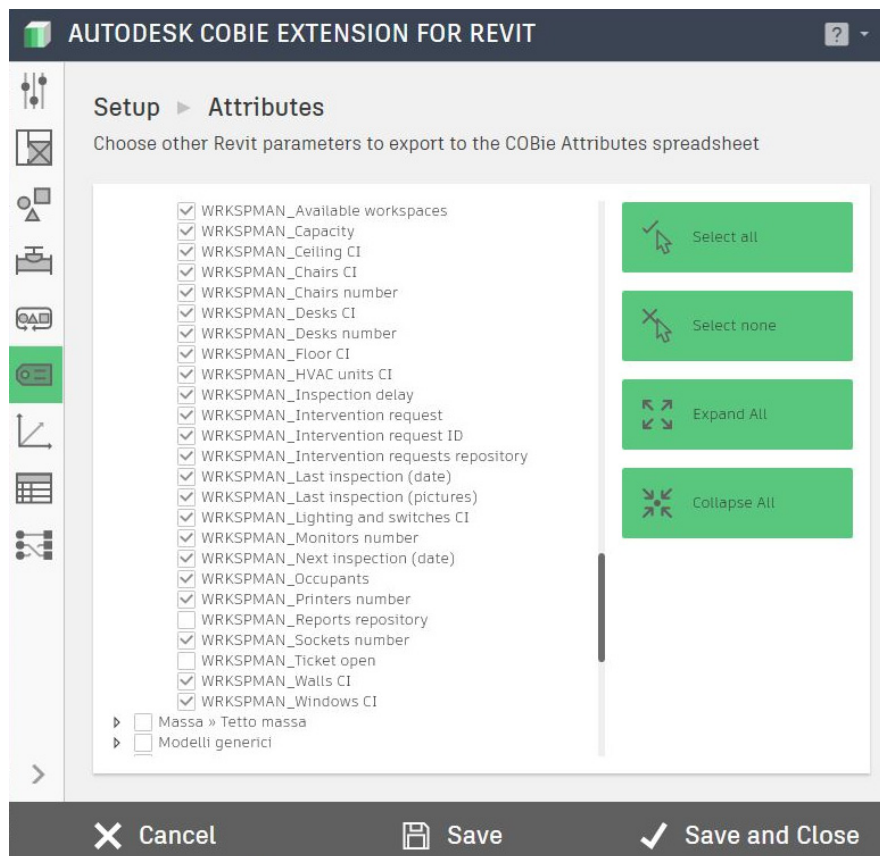 AUTODESK COBIE EXTENSION FOR REVIT
?
Setup ▶ Attributes
Choose other Revit parameters to export to the COBie Attributes spreadsheet
WRKSPMAN_Available workspaces
WRKSPMAN_Capacity
WRKSPMAN_Ceiling CI
WRKSPMAN_Chairs CI
WRKSPMAN_Chairs number
WRKSPMAN_Desks CI
WRKSPMAN_Desks number
WRKSPMAN_Floor CI
WRKSPMAN_HVAC units CI
WRKSPMAN_Inspection delay
WRKSPMAN_Intervention request
WRKSPMAN_Intervention request ID
WRKSPMAN_Intervention requests repository
WRKSPMAN_Last inspection (date)
WRKSPMAN_Last inspection (pictures)
WRKSPMAN_Lighting and switches CI
WRKSPMAN_Monitors number
WRKSPMAN_Next inspection (date)
WRKSPMAN_Occupants
WRKSPMAN_Printers number
WRKSPMAN_Reports repository
WRKSPMAN_Sockets number
WRKSPMAN_Ticket open
WRKSPMAN_Walls CI
WRKSPMAN_Windows CI
Massa » Tetto massa
Modelli generici
Select all
Select none
Expand All
Collapse All
Cancel
Save
Save and Close